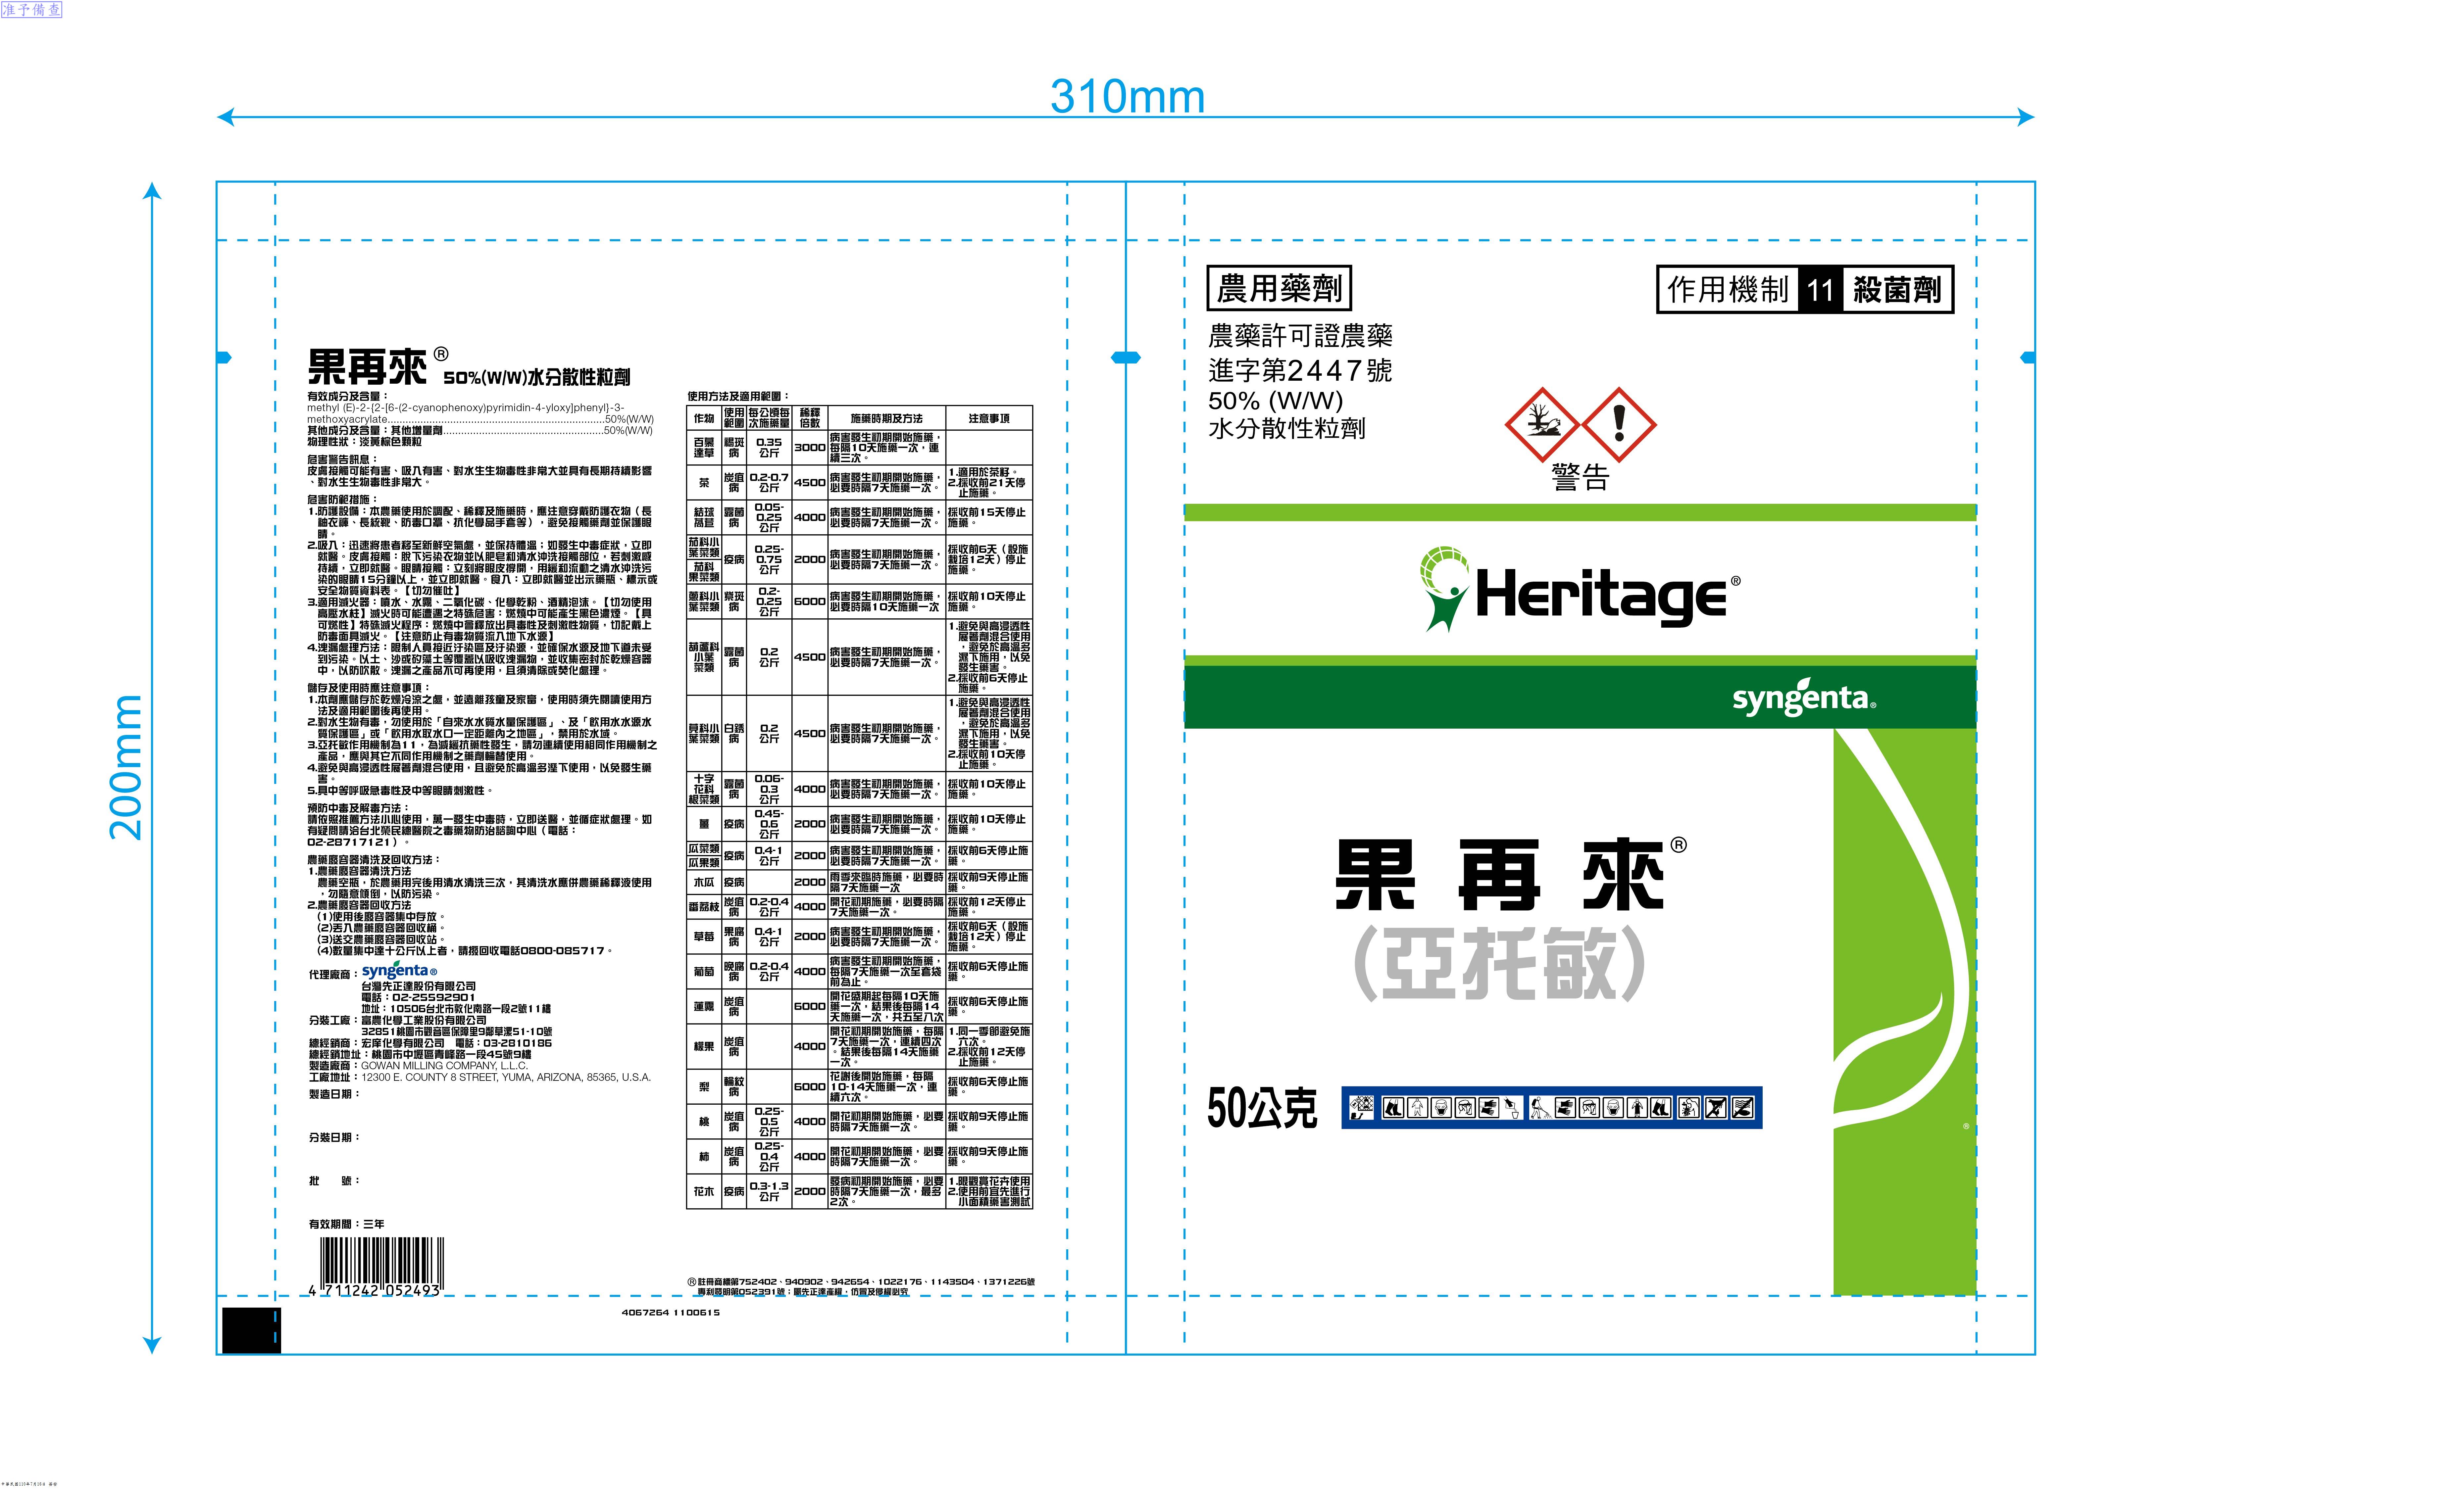 准予備查
310mm
200mm
果再來®
50%(W/W)水分散性粒劑
有效成分及含量：
methyl (E)-2-{2-[6-(2-cyanophenoxy)pyrimidin-4-yloxy]phenyl}-3-
methoxyacrylate..........50%(W/W)
其他成分及含量：其他增量劑..........50%(W/W)
物理性狀：淡黃棕色顆粒
危害警告訊息：
皮膚接觸可能有害、吸入有害、對水生生物毒性非常大並具有長期持續影響
、對水生生物毒性非常大。
危害防範措施：
1.防護設備：本農藥使用於調配、稀釋及施藥時，應注意穿戴防護衣物（長
袖衣褲、長統靴、防毒口罩、抗化學品手套等），避免接觸藥劑並保護眼
睛。
2.吸入：迅速將患者移至新鮮空氣處，並保持體溫；如發生中毒症狀，立即
就醫。皮膚接觸：脫下污染衣物並以肥皂和清水沖洗接觸部位，若刺激感
持續，立即就醫。眼睛接觸：立刻將眼皮撐開，用緩和流動之清水沖洗污
染的眼睛15分鐘以上，並立即就醫。食入：立即就醫並出示藥瓶、標示或
安全物質資料表。【切勿催吐】
3.適用滅火器：噴水、水霧、二氧化碳、化學乾粉、酒精泡沫。【切勿使用
高壓水柱】滅火時可能遭遇之特殊危害：燃燒中可能產生黑色濃煙。【具
可燃性】特殊滅火程序：燃燒中會釋放出具毒性及刺激性物質，切記戴上
防毒面具滅火。【注意防止有毒物質流入地下水源】
4.洩漏處理方法：限制人員接近汙染區及汙染源，並確保水源及地下道未受
到污染。以土、沙或矽藻土等覆蓋以吸收洩漏物，並收集密封於乾燥容器
中，以防吹散。洩漏之產品不可再使用，且須清除或焚化處理。
儲存及使用時應注意事項：
1.本劑應儲存於乾燥冷涼之處，並遠離孩童及家畜，使用時須先閱讀使用方
法及適用範圍後再使用。
2.對水生物有毒，勿使用於「自來水水質水量保護區」、及「飲用水水源水
質保護區」或「飲用水取水口一定距離內之地區」，禁用於水域。
3.亞托敏作用機制為11，為減緩抗藥性發生，請勿連續使用相同作用機制之
產品，應與其它不同作用機制之藥劑輪替使用。
4.避免與高浸透性展著劑混合使用，且避免於高溫多溼下使用，以免發生藥
害。
5.具中等呼吸急毒性及中等眼睛刺激性。
預防中毒及解毒方法：
請依照推薦方法小心使用，萬一發生中毒時，立即送醫，並循症狀處理。如
有疑問請洽台北榮民總醫院之毒藥物防治諮詢中心（電話：
02-28717121）。
農藥廢容器清洗及回收方法：
1.農藥廢容器清洗方法
農藥空瓶，於農藥用完後用清水清洗三次，其清洗水應併農藥稀釋液使用
，勿隨意傾倒，以防污染。
2.農藥廢容器回收方法
(1)使用後廢容器集中存放。
(2)丟入農藥廢容器回收桶。
(3)送交農藥廢容器回收站。
(4)數量集中達十公斤以上者，請撥回收電話0800-085717。
代理廠商：syngenta®
台灣先正達股份有限公司
電話：02-25592901
地址：10506台北市敦化南路一段2號11樓
分裝工廠：富農化學工業股份有限公司
32851桃園市觀音區保障里9鄰草漯51-10號
總經銷商：宏庠化學有限公司 電話：03-2810186
總經銷地址：桃園市中壢區青峰路一段45號9樓
製造廠商：GOWAN MILLING COMPANY, L.L.C.
工廠地址：12300 E. COUNTY 8 STREET, YUMA, ARIZONA, 85365, U.S.A.
製造日期：
分裝日期：
批 號：
有效期間：三年
4 711242 052493
使用方法及適用範圍：
作物 使用範圍 每公頃每次施藥量 稀釋倍數 施藥時期及方法 注意事項
百慕達草 褐斑病 0.35公斤 3000 病害發生初期開始施藥，每隔10天施藥一次，連續三次。
茶 炭疽病 0.2-0.7公斤 4500 病害發生初期開始施藥，必要時隔7天施藥一次。 1.適用於茶籽。2.採收前21天停止施藥。
結球萵苣 露菌病 0.05-0.25公斤 4000 病害發生初期開始施藥，必要時隔7天施藥一次。 採收前15天停止施藥。
茄科小葉菜類 茄科果菜類 疫病 0.25-0.75公斤 2000 病害發生初期開始施藥，必要時隔7天施藥一次。 採收前6天（設施栽培12天）停止施藥。
蔥科小葉菜類 紫斑病 0.2-0.25公斤 6000 病害發生初期開始施藥，必要時隔10天施藥一次 採收前10天停止施藥。
葫蘆科小葉菜類 露菌病 0.2公斤 4500 病害發生初期開始施藥，必要時隔7天施藥一次。 1.避免與高浸透性展著劑混合使用，避免於高溫多濕下施用，以免發生藥害。2.採收前6天停止施藥。
莧科小葉菜類 白銹病 0.2公斤 4500 病害發生初期開始施藥，必要時隔7天施藥一次。 1.避免與高浸透性展著劑混合使用，避免於高溫多濕下施用，以免發生藥害。2.採收前10天停止施藥。
十字花科根菜類 露菌病 0.06-0.3公斤 4000 病害發生初期開始施藥，必要時隔7天施藥一次。 採收前10天停止施藥。
薑 疫病 0.45-0.6公斤 2000 病害發生初期開始施藥，必要時隔7天施藥一次。 採收前10天停止施藥。
瓜菜類 瓜果類 疫病 0.4-1公斤 2000 病害發生初期開始施藥，必要時隔7天施藥一次。 採收前6天停止施藥。
木瓜 疫病 2000 雨季來臨時施藥，必要時隔7天施藥一次 採收前9天停止施藥。
番荔枝 炭疽病 0.2-0.4公斤 4000 開花初期施藥，必要時隔7天施藥一次。 採收前12天停止施藥。
草莓 果腐病 0.4-1公斤 2000 病害發生初期開始施藥，必要時隔7天施藥一次。 採收前6天（設施栽培12天）停止施藥。
葡萄 晚腐病 0.2-0.4公斤 4000 病害發生初期開始施藥，每隔7天施藥一次至套袋前為止。 採收前6天停止施藥。
蓮霧 炭疽病 6000 開花盛期起每隔10天施藥一次，結果後每隔14天施藥一次，共五至八次 採收前6天停止施藥。
檬果 炭疽病 4000 開花初期開始施藥，每隔7天施藥一次，連續四次。結果後每隔14天施藥一次。 1.同一季節避免施六次。2.採收前12天停止施藥。
梨 輪紋病 6000 花謝後開始施藥，每隔10-14天施藥一次，連續六次。 採收前6天停止施藥。
桃 炭疽病 0.25-0.5公斤 4000 開花初期開始施藥，必要時隔7天施藥一次。 採收前9天停止施藥。
柿 炭疽病 0.25-0.4公斤 4000 開花初期開始施藥，必要時隔7天施藥一次。 採收前9天停止施藥。
花木 疫病 0.3-1.3公斤 2000 發病初期開始施藥，必要時隔7天施藥一次，最多2次。 1.限觀賞花卉使用 2.使用前宜先進行小面積藥害測試
®註冊商標第752402、940902、942654、1022176、1143504、1371226號
專利發明第052391號：屬先正達產權，仿冒及侵權必究
4067264 1100615
農用藥劑
作用機制 11 殺菌劑
農藥許可證農藥
進字第2447號
50% (W/W)
水分散性粒劑
警告
Heritage®
syngenta®
果再來®
(亞托敏)
50公克
®